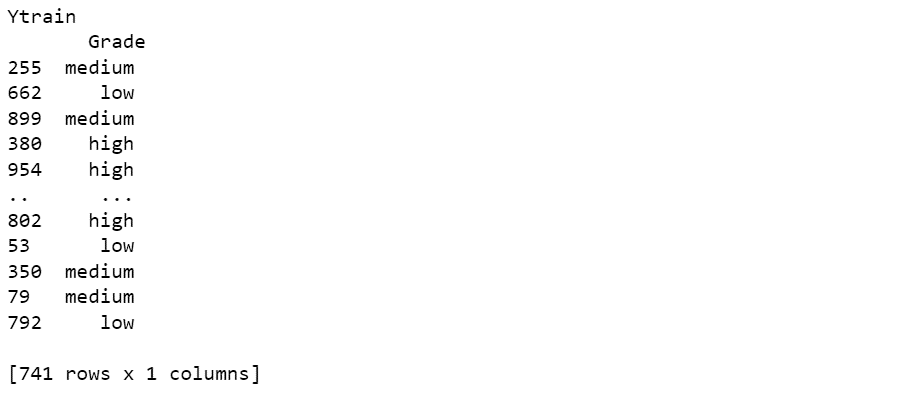 Ytrain
Grade
255 medium
662 low
899 medium
380 high
954 high
.. ...
802 high
53 low
350 medium
79 medium
792 low
[741 rows x 1 columns]